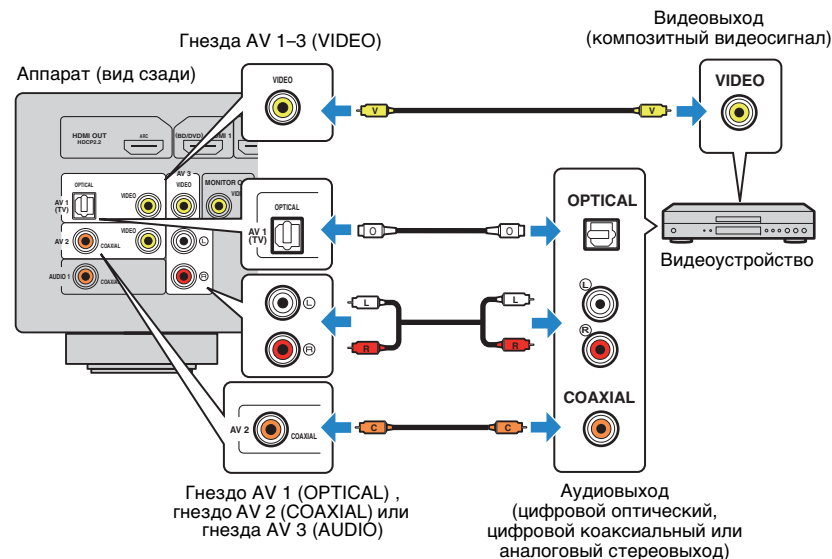 Видеовыход
(композитный видеосигнал)
Гнезда AV 1–3 (VIDEO)
Аппарат (вид сзади)
VIDEO
V
V
VIDEO
HDMI OUT
HDCP2.2
ARC
(BD/DVD)
HDMI 1
AV 3
OPTICAL
VIDEO
VIDEO
MONITOR O
VID
AV 1
(TV)
AV 2
COAXIAL
VIDEO
L
AUDIO 1
COAXIAL
R
OPTICAL
AV 1
(TV)
O
O
OPTICAL
Видеоустройство
L
R
L
R
L
R
L
R
COAXIAL
AV 2
COAXIAL
C
C
Гнездо AV 1 (OPTICAL) ,
гнездо AV 2 (COAXIAL) или
гнезда AV 3 (AUDIO)
Аудиовыход
(цифровой оптический,
цифровой коаксиальный или
аналоговый стереовыход)